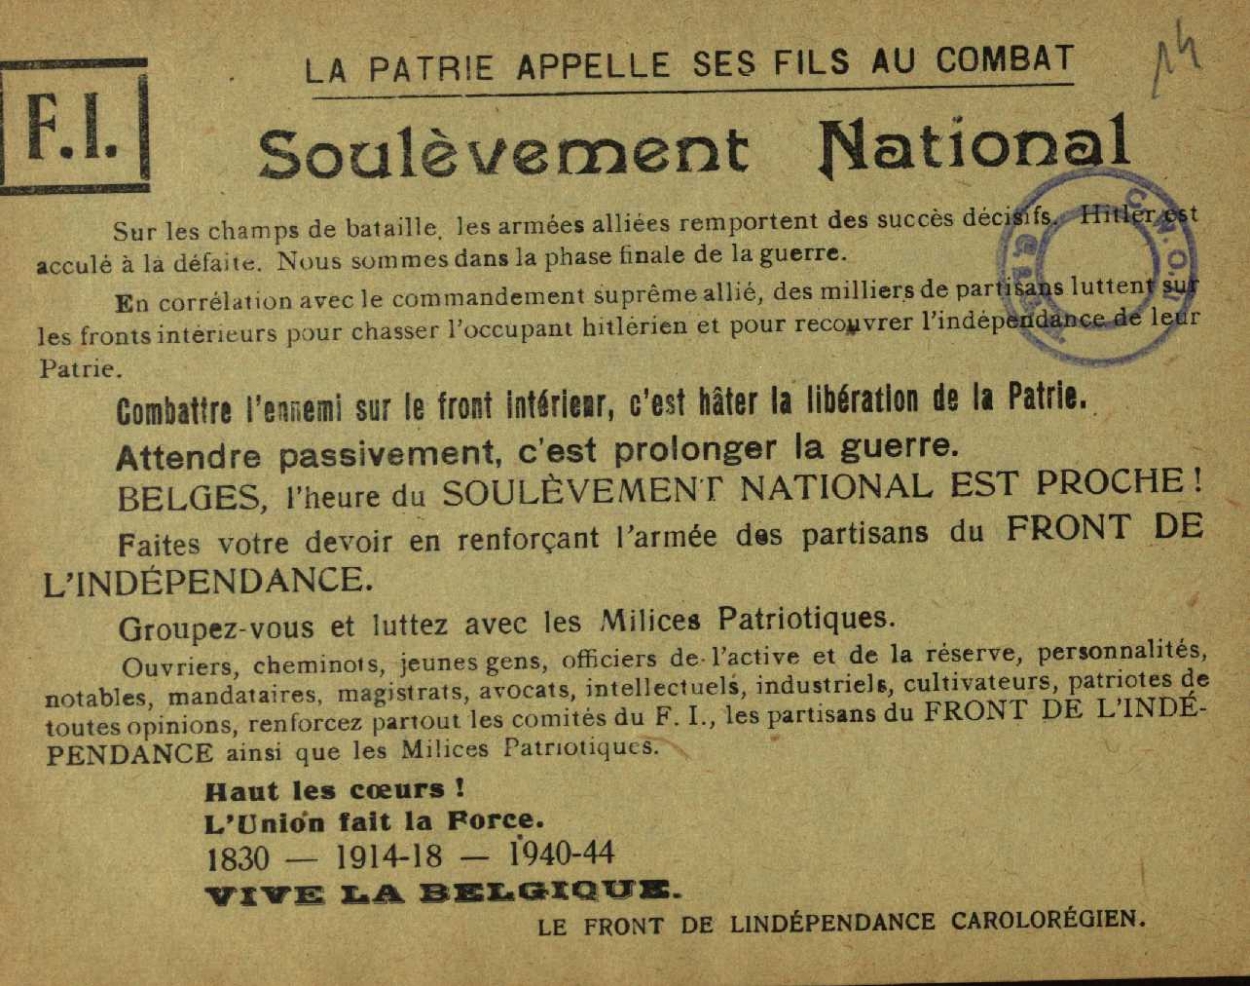 LA PATRIE APPELLE SES FILS AU COMBAT
F.I.
Soulèvement National
Sur les champs de bataille, les armées alliées remportent des succès décisifs. Hitler est
acculé à la défaite. Nous sommes dans la phase finale de la guerre.
En corrélation avec le commandement suprême allié, des milliers de partisans luttent sur
les fronts intérieurs pour chasser l'occupant hitlérien et pour recouvrer l'indépendance de leur
Patrie.
Combattre l'ennemi sur le front intérieur, c'est hâter la libération de la Patrie.
Attendre passivement, c'est prolonger la guerre.
BELGES, l'heure du SOULÈVEMENT NATIONAL EST PROCHE !
Faites votre devoir en renforçant l'armée des partisans du FRONT DE
L'INDÉPENDANCE.
Groupez-vous et luttez avec les Milices Patriotiques.
Ouvriers, cheminots, jeunes gens, officiers de l'active et de la réserve, personnalités,
notables, mandataires, magistrats, avocats, intellectuels, industriels, cultivateurs, patriotes de
toutes opinions, renforcez partout les comités du F. I., les partisans du FRONT DE L'INDÉ-
PENDANCE ainsi que les Milices Patriotiques.
Haut les cœurs !
L'Union fait la Force.
1830 — 1914-18 — 1940-44
VIVE LA BELGIQUE.
LE FRONT DE LINDÉPENDANCE CAROLORÉGIEN.